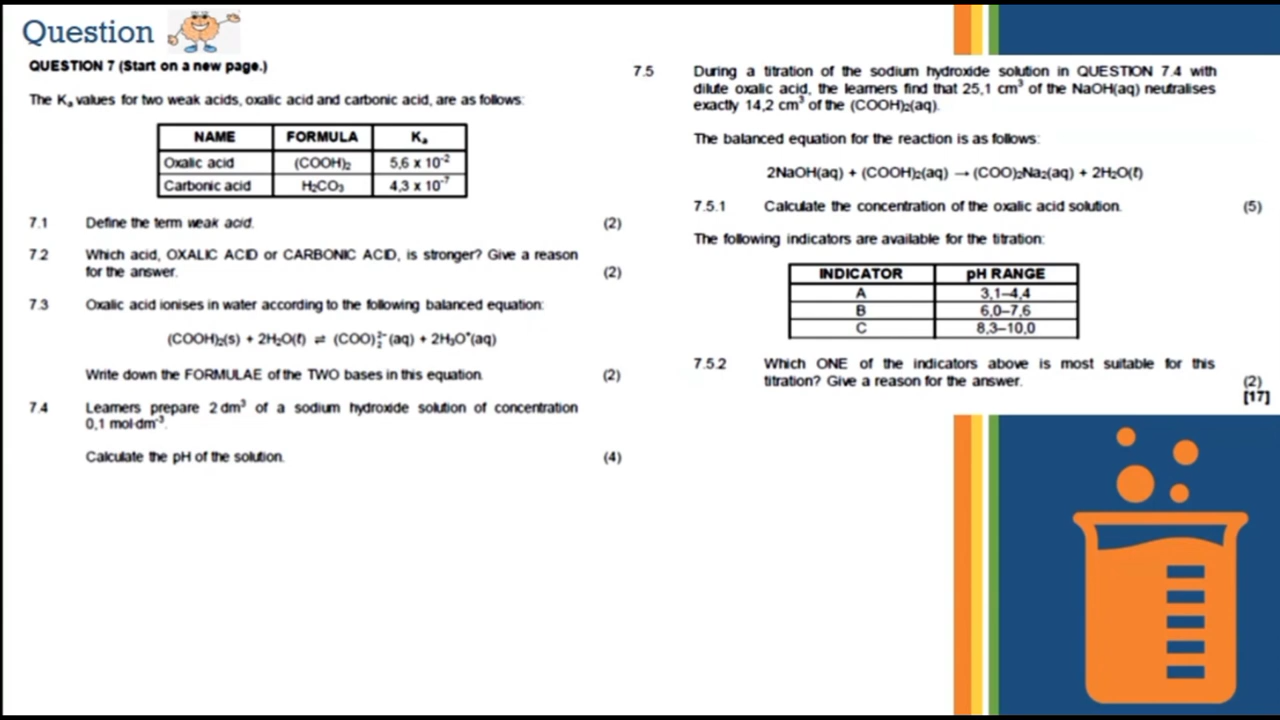 Question
QUESTION 7 (Start on a new page.)
The Kₐ values for two weak acids, oxalic acid and carbonic acid, are as follows:
NAME FORMULA Kₐ
Oxalic acid (COOH)₂ 5,6 x 10⁻²
Carbonic acid H₂CO₃ 4,3 x 10⁻⁷
7.1 Define the term weak acid. (2)
7.2 Which acid, OXALIC ACID or CARBONIC ACID, is stronger? Give a reason
for the answer. (2)
7.3 Oxalic acid ionises in water according to the following balanced equation:
(COOH)₂(s) + 2H₂O(ℓ) ⇌ (COO)₂²⁻(aq) + 2H₃O⁺(aq)
Write down the FORMULAE of the TWO bases in this equation. (2)
7.4 Learners prepare 2 dm³ of a sodium hydroxide solution of concentration
0,1 mol·dm⁻³.
Calculate the pH of the solution. (4)
7.5 During a titration of the sodium hydroxide solution in QUESTION 7.4 with
dilute oxalic acid, the learners find that 25,1 cm³ of the NaOH(aq) neutralises
exactly 14,2 cm³ of the (COOH)₂(aq).
The balanced equation for the reaction is as follows:
2NaOH(aq) + (COOH)₂(aq) → (COO)₂Na₂(aq) + 2H₂O(ℓ)
7.5.1 Calculate the concentration of the oxalic acid solution. (5)
The following indicators are available for the titration:
INDICATOR pH RANGE
A 3,1–4,4
B 6,0–7,6
C 8,3–10,0
7.5.2 Which ONE of the indicators above is most suitable for this
titration? Give a reason for the answer. (2)
[17]